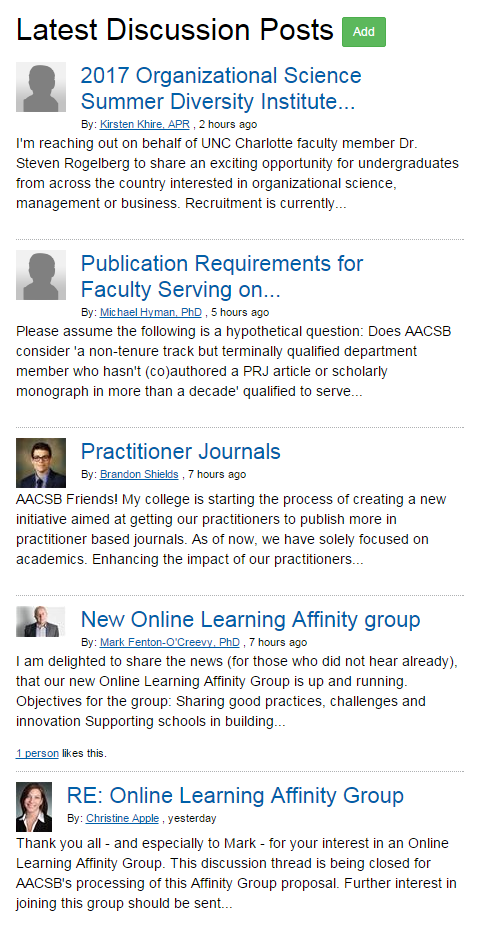 Latest Discussion Posts Add
2017 Organizational Science
Summer Diversity Institute...
By: Kirsten Khire, APR , 2 hours ago
I'm reaching out on behalf of UNC Charlotte faculty member Dr.
Steven Rogelberg to share an exciting opportunity for undergraduates
from across the country interested in organizational science,
management or business. Recruitment is currently...
Publication Requirements for
Faculty Serving on...
By: Michael Hyman, PhD , 5 hours ago
Please assume the following is a hypothetical question: Does AACSB
consider 'a non-tenure track but terminally qualified department
member who hasn't (co)authored a PRJ article or scholarly
monograph in more than a decade' qualified to serve...
Practitioner Journals
By: Brandon Shields , 7 hours ago
AACSB Friends! My college is starting the process of creating a new
initiative aimed at getting our practitioners to publish more in
practitioner based journals. As of now, we have solely focused on
academics. Enhancing the impact of our practitioners...
New Online Learning Affinity group
By: Mark Fenton-O'Creevy, PhD , 7 hours ago
I am delighted to share the news (for those who did not hear already),
that our new Online Learning Affinity Group is up and running.
Objectives for the group: Sharing good practices, challenges and
innovation Supporting schools in building...
1 person likes this.
RE: Online Learning Affinity Group
By: Christine Apple , yesterday
Thank you all - and especially to Mark - for your interest in an Online
Learning Affinity Group. This discussion thread is being closed for
AACSB's processing of this Affinity Group proposal. Further interest in
joining this group should be sent...